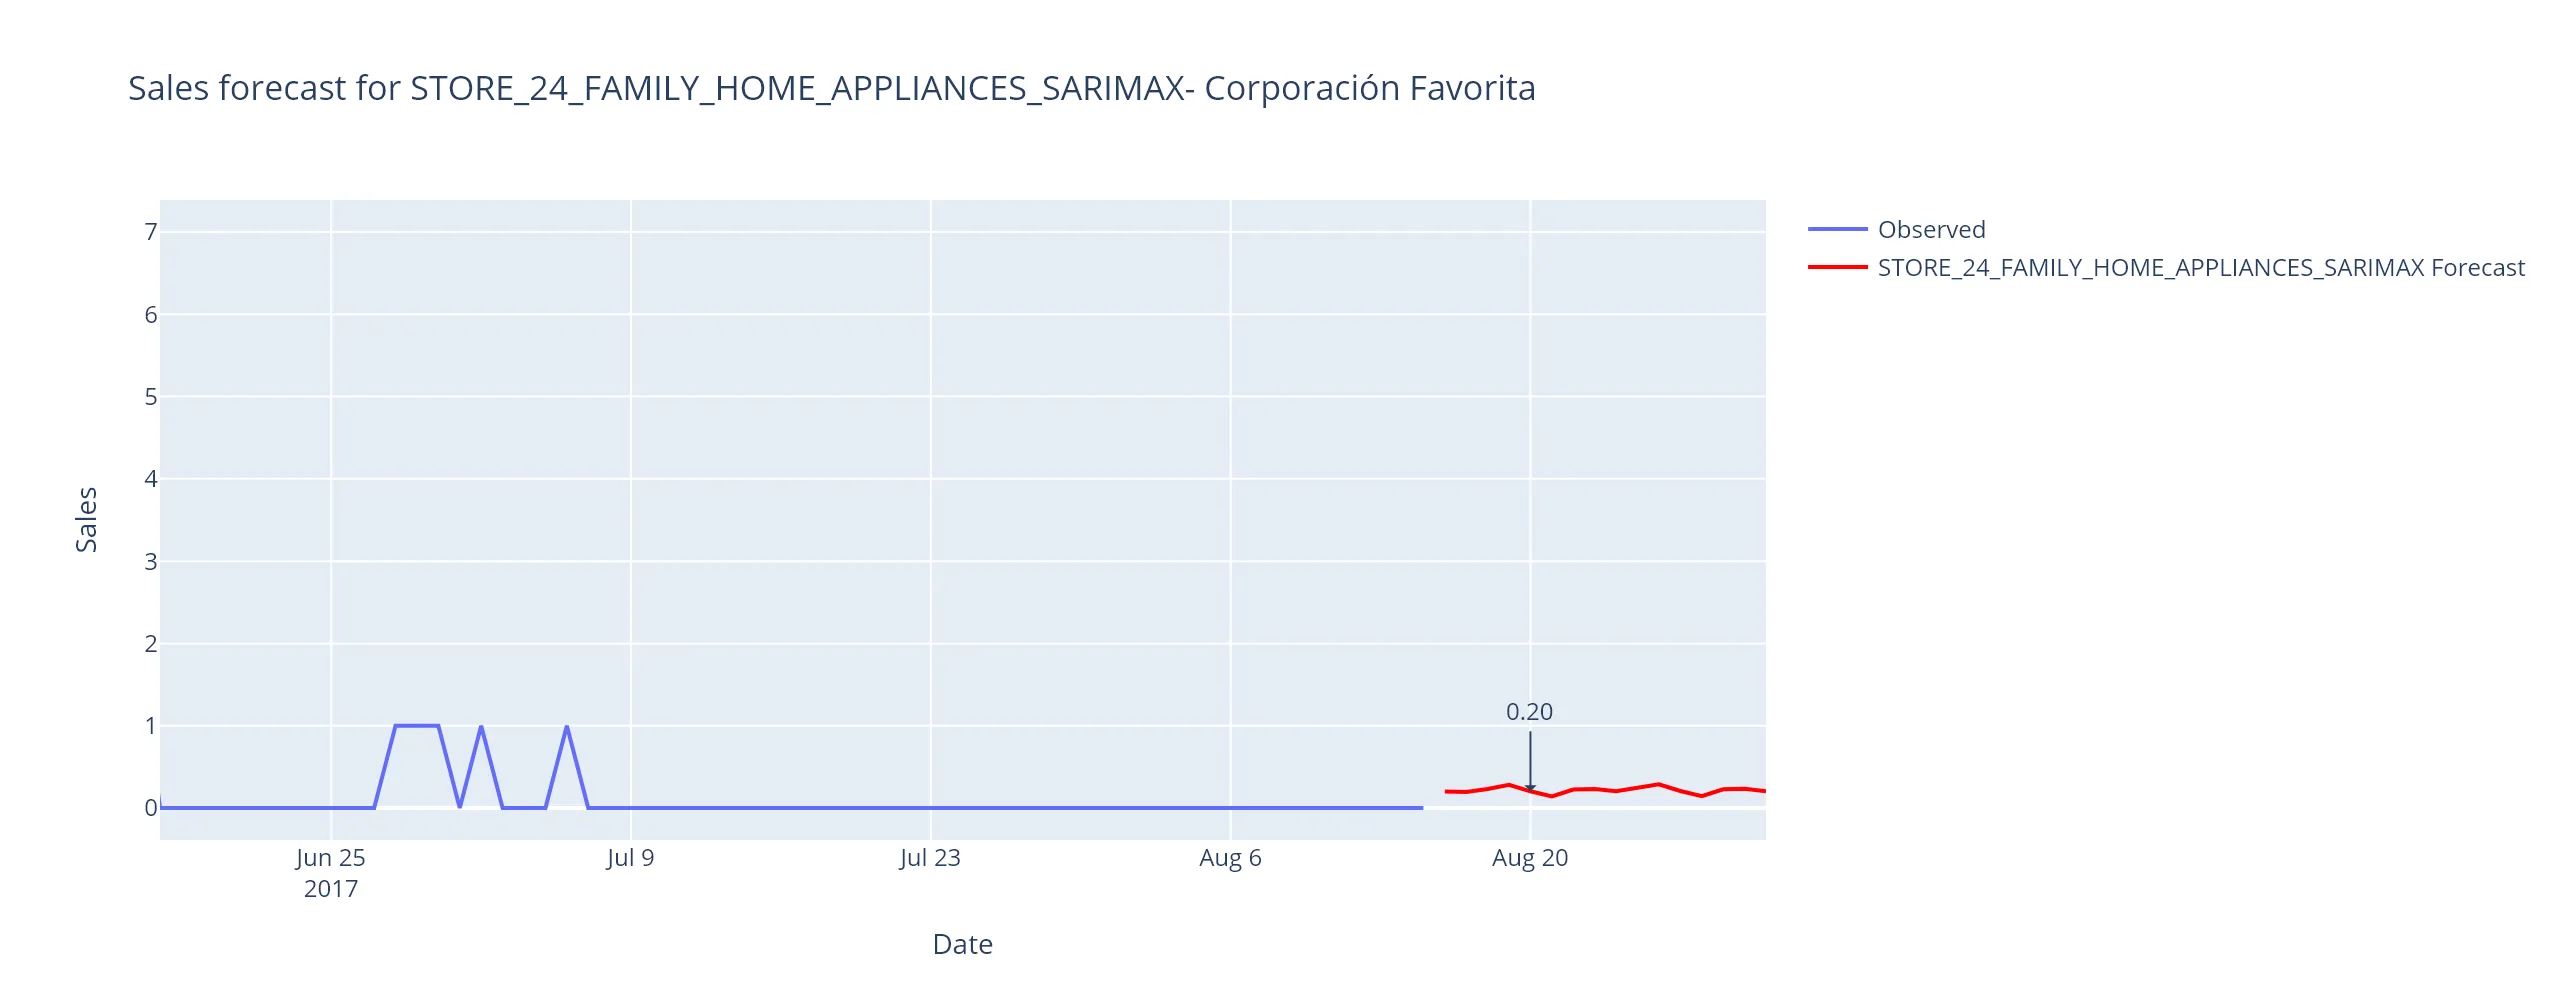 Sales forecast for STORE_24_FAMILY_HOME_APPLIANCES_SARIMAX- Corporación Favorita
Observed
STORE_24_FAMILY_HOME_APPLIANCES_SARIMAX Forecast
7
6
5
4
3
2
1
0
Sales
0.20
Jun 25
2017
Jul 9
Jul 23
Aug 6
Aug 20
Date